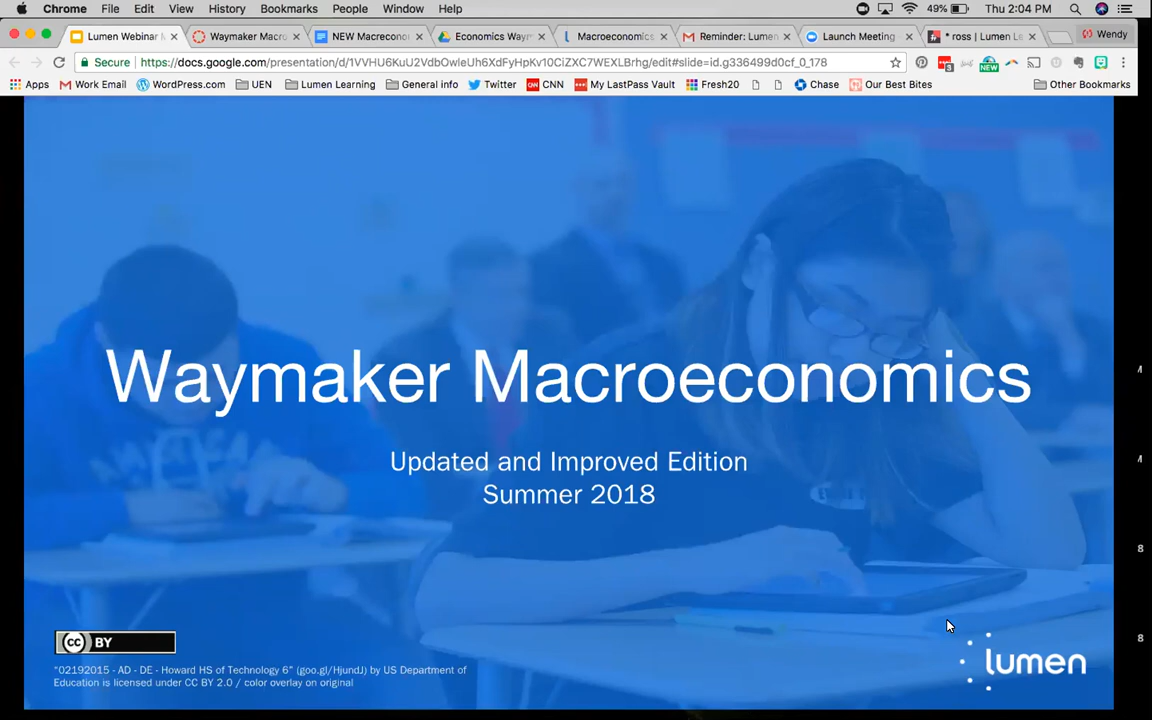 Chrome File Edit View History Bookmarks People Window Help 49% Thu 2:04 PM
Lumen Webinar Waymaker Macro NEW Macrecono Economics Waym Macroeconomics Reminder: Lumen Launch Meeting * ross | Lumen Le Wendy
Secure https://docs.google.com/presentation/d/1VVHU6KuU2VdbOwleUh6XdFyHpKv10CiZXC7WEXLBrhg/edit#slide=id.g336499d0cf_0_178
Apps Work Email WordPress.com UEN Lumen Learning General info Twitter CNN My LastPass Vault Fresh20 Chase Our Best Bites Other Bookmarks
Waymaker Macroeconomics
Updated and Improved Edition
Summer 2018
CC BY
"02192015 - AD - DE - Howard HS of Technology 6" (goo.gl/HjundJ) by US Department of
Education is licensed under CC BY 2.0 / color overlay on original
lumen